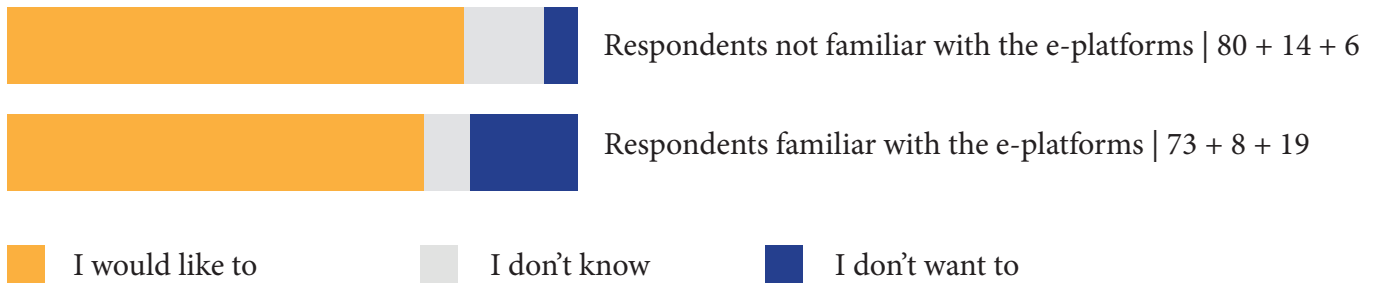 Respondents not familiar with the e-platforms | 80 + 14 + 6
Respondents familiar with the e-platforms | 73 + 8 + 19
I would like to I don’t know I don’t want to